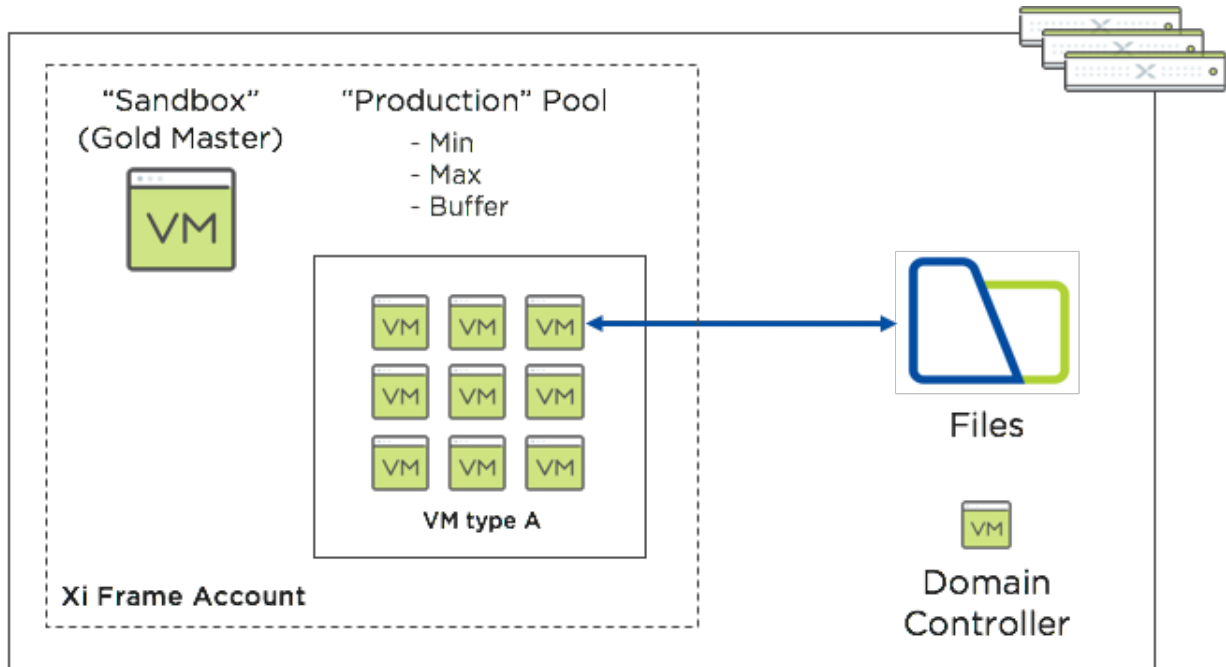 “Sandbox”
(Gold Master)
VM
“Production” Pool
- Min
- Max
- Buffer
VM VM VM
VM VM VM
VM VM VM
VM type A
Xi Frame Account
Files
VM
Domain
Controller